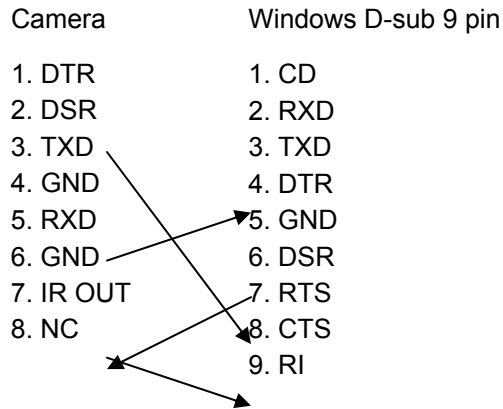 Camera
1. DTR
2. DSR
3. TXD
4. GND
5. RXD
6. GND
7. IR OUT
8. NC
Windows D-sub 9 pin
1. CD
2. RXD
3. TXD
4. DTR
5. GND
6. DSR
7. RTS
8. CTS
9. RI